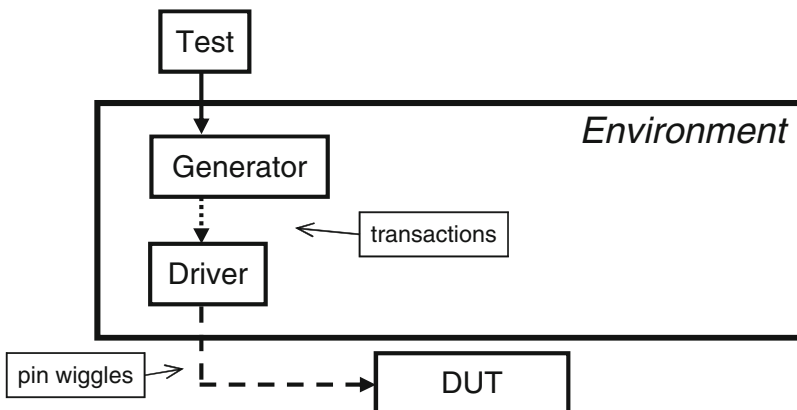 Test
Environment
Generator
transactions
Driver
pin wiggles
DUT